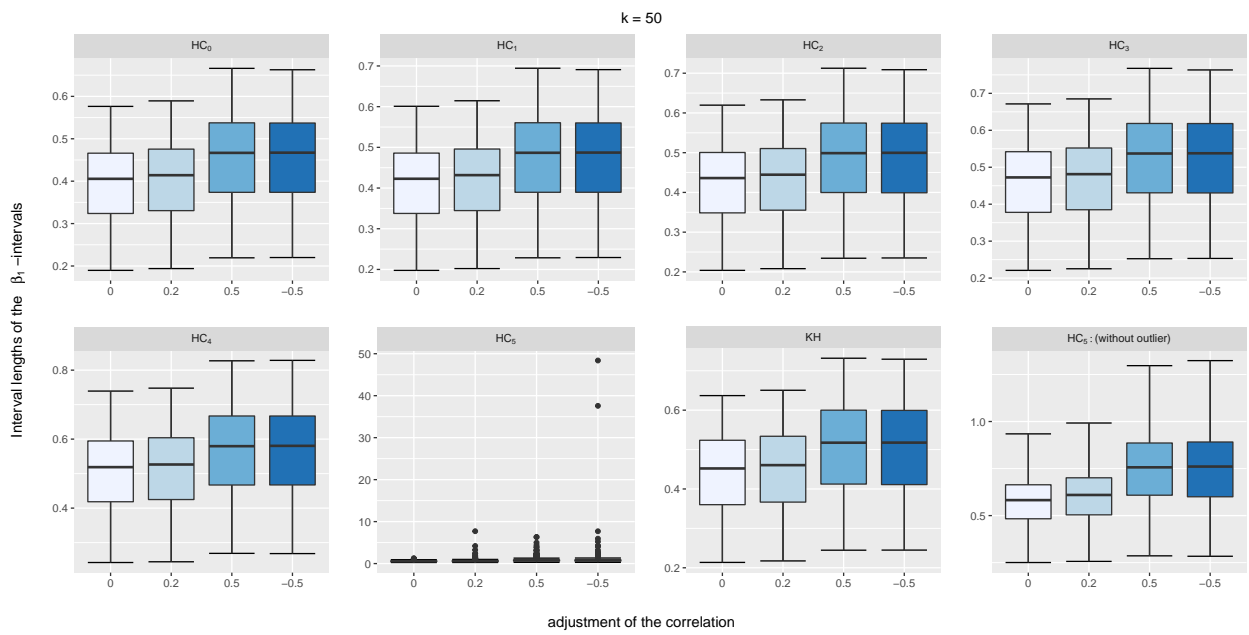 k = 50
Interval lengths of the β₁ −intervals
HC₀
0.6
0.5
0.4
0.3
0.2
0 0.2 0.5 −0.5
HC₁
0.7
0.6
0.5
0.4
0.3
0.2
0 0.2 0.5 −0.5
HC₂
0.7
0.6
0.5
0.4
0.3
0.2
0 0.2 0.5 −0.5
HC₃
0.7
0.6
0.5
0.4
0.3
0.2
0 0.2 0.5 −0.5
HC₄
0.8
0.6
0.4
0 0.2 0.5 −0.5
HC₅
50
40
30
20
10
0
0 0.2 0.5 −0.5
KH
0.6
0.4
0.2
0 0.2 0.5 −0.5
HC₅ : (without outlier)
1.0
0.5
0 0.2 0.5 −0.5
adjustment of the correlation